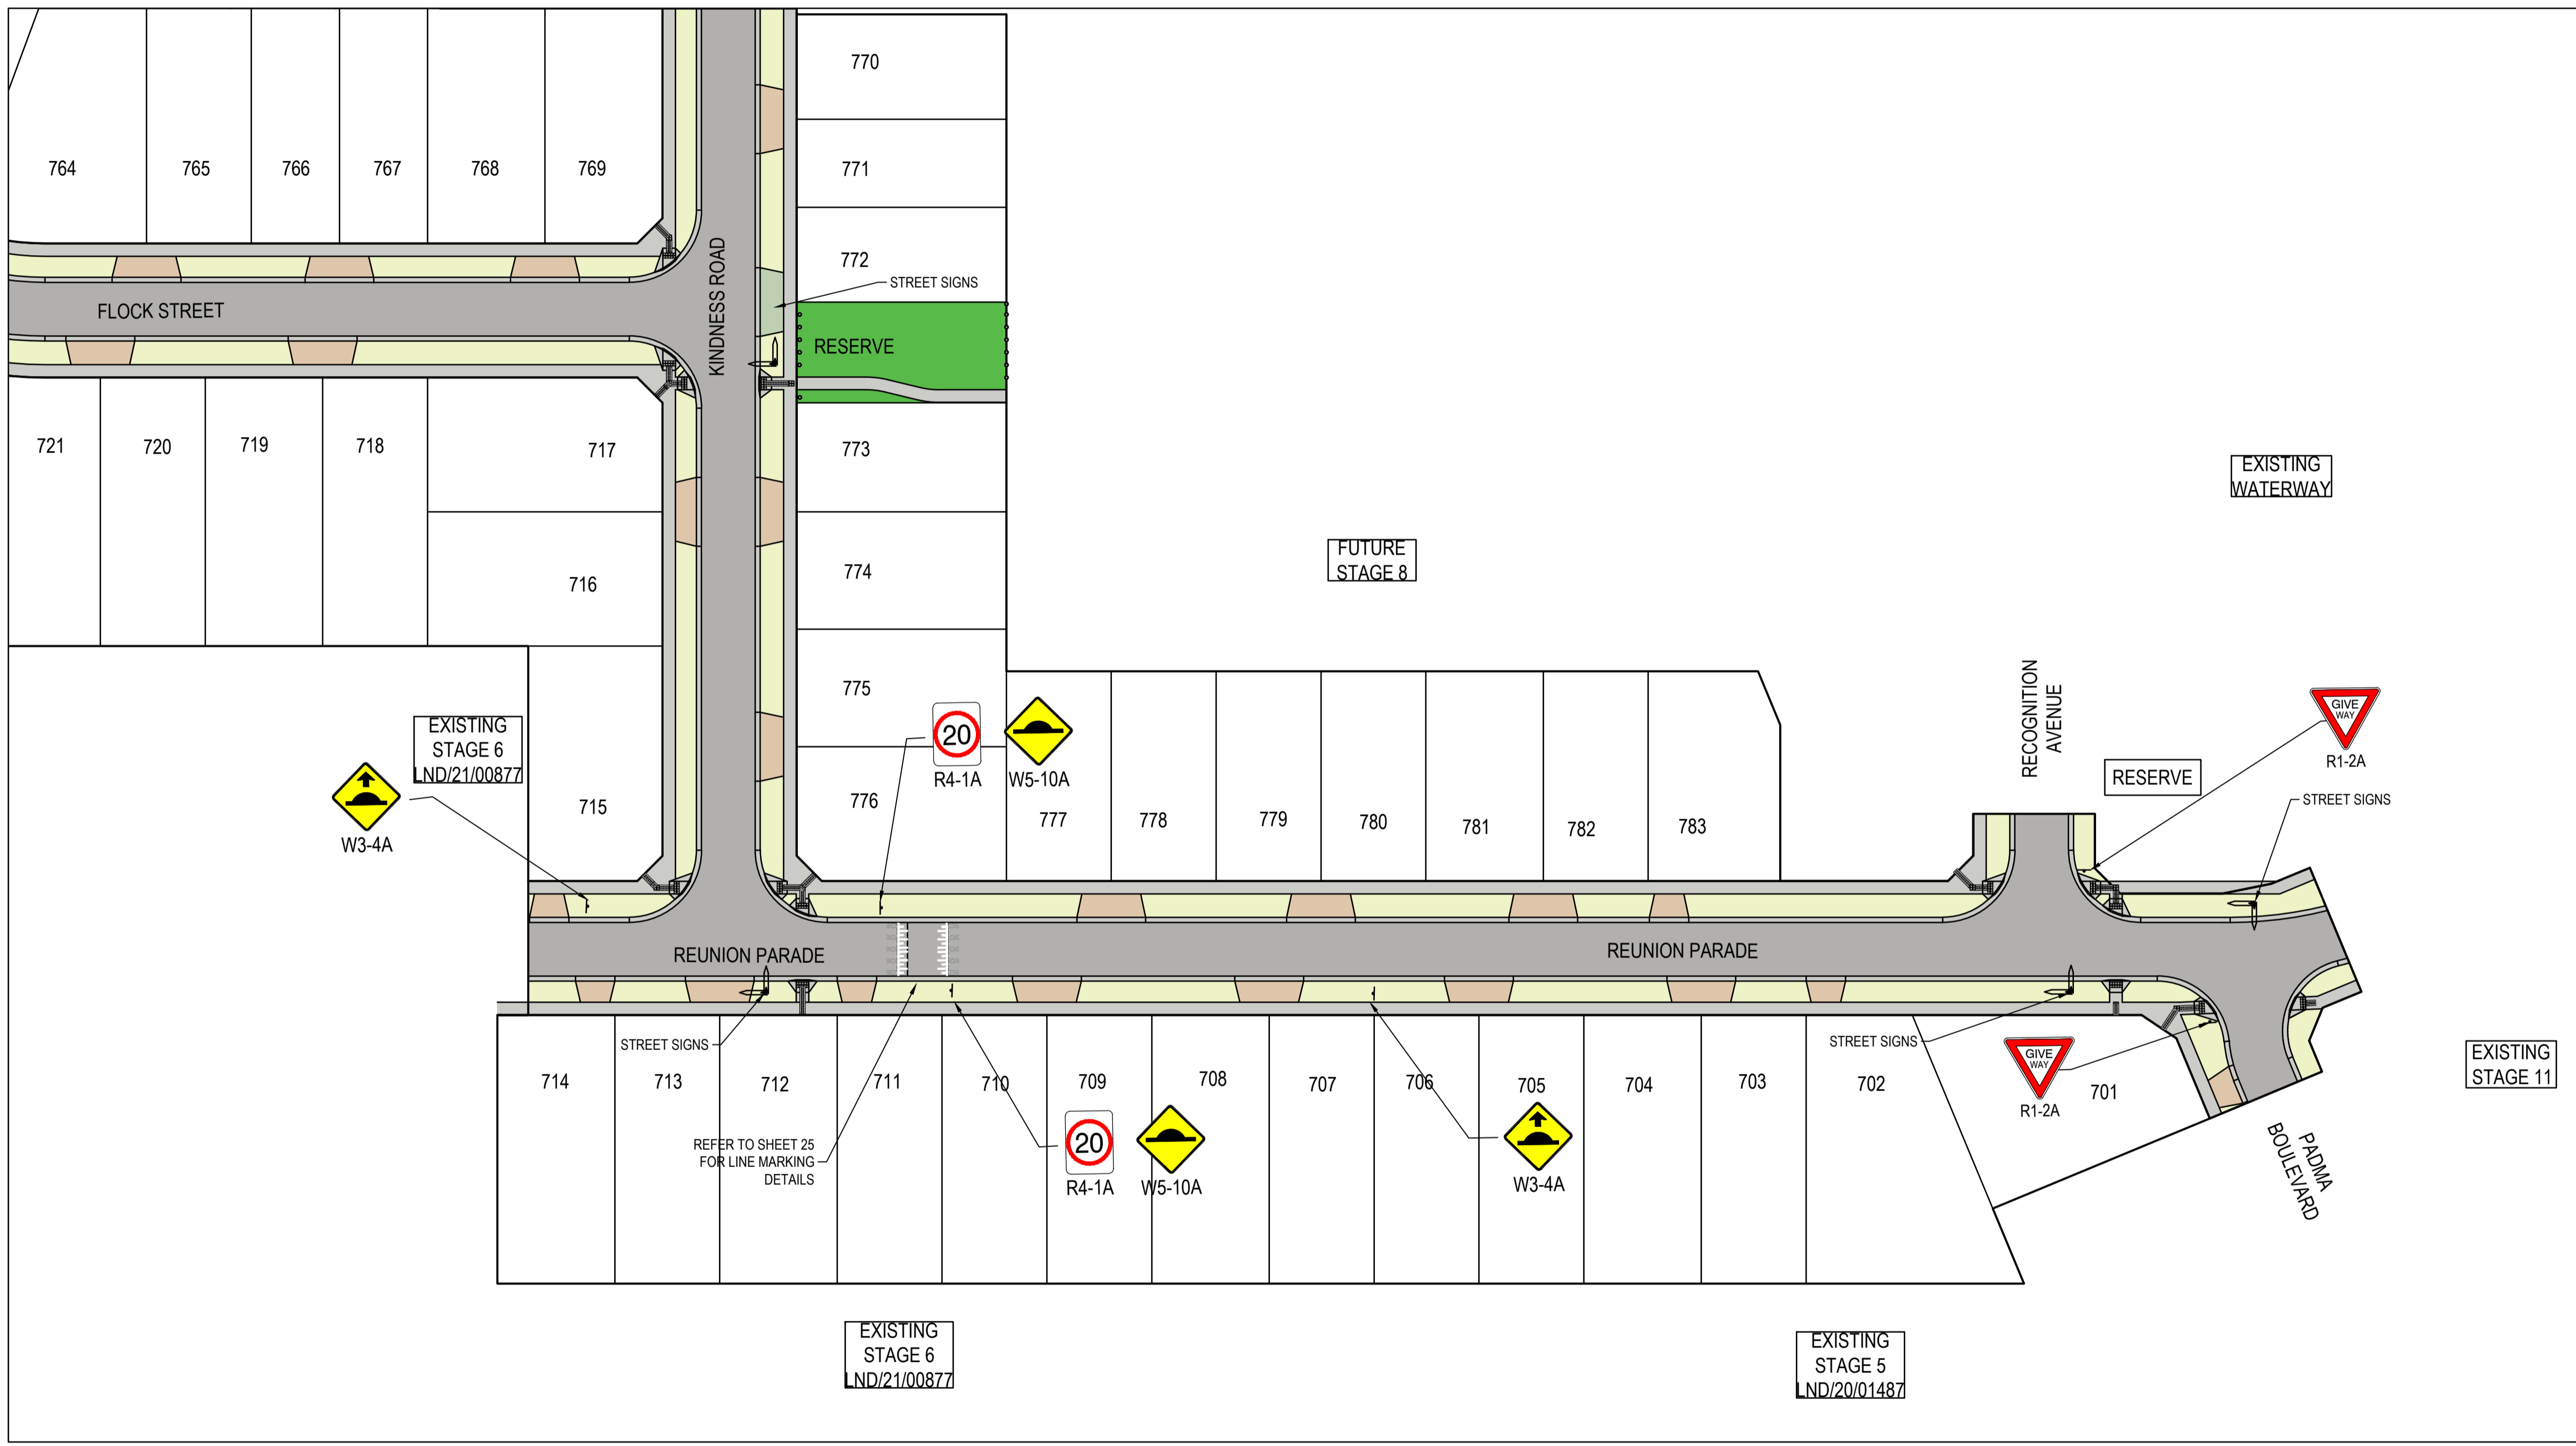 770
764
765
766
767
768
769
771
772
STREET SIGNS
FLOCK STREET
KINDNESS ROAD
RESERVE
721
720
719
718
717
773
716
774
EXISTING
WATERWAY
FUTURE
STAGE 8
775
EXISTING
STAGE 6
LND/21/00877
W3-4A
715
776
20
R4-1A
W5-10A
777
778
779
780
781
782
783
RECOGNITION
AVENUE
RESERVE
GIVE
WAY
R1-2A
STREET SIGNS
REUNION PARADE
REUNION PARADE
STREET SIGNS
714
713
712
711
710
709
708
707
706
705
704
703
702
STREET SIGNS
GIVE
WAY
R1-2A
701
EXISTING
STAGE 11
REFER TO SHEET 25
FOR LINE MARKING
DETAILS
20
R4-1A
W5-10A
W3-4A
PADMA
BOULEVARD
EXISTING
STAGE 6
LND/21/00877
EXISTING
STAGE 5
LND/20/01487